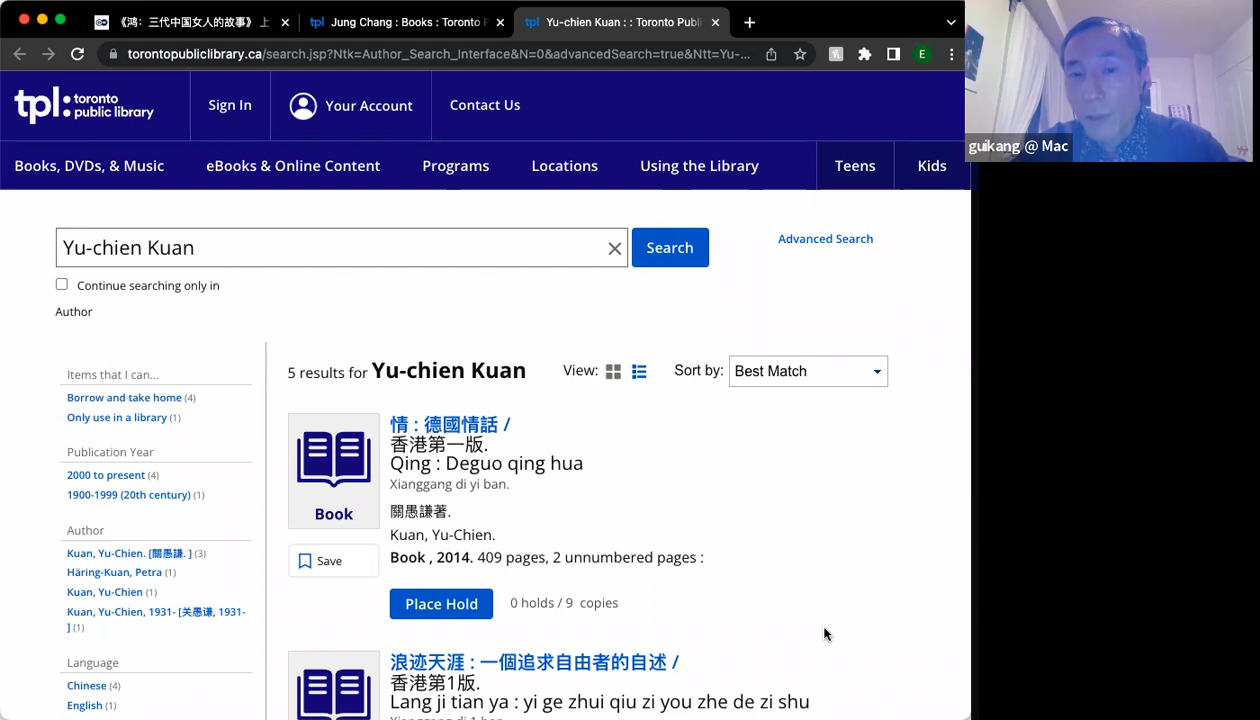 《鸿：三代中国女人的故事》上
Jung Chang : Books : Toronto P
Yu-chien Kuan : : Toronto Publi
torontopubliclibrary.ca/search.jsp?Ntk=Author_Search_Interface&N=0&advancedSearch=true&Ntt=Yu-...
E
tpl: toronto public library
Sign In
Your Account
Contact Us
guikang @ Mac
Books, DVDs, & Music
eBooks & Online Content
Programs
Locations
Using the Library
Teens
Kids
Yu-chien Kuan
Search
Advanced Search
Continue searching only in
Author
Items that I can...
Borrow and take home (4)
Only use in a library (1)
Publication Year
2000 to present (4)
1900-1999 (20th century) (1)
Author
Kuan, Yu-Chien. [關愚謙. ] (3)
Häring-Kuan, Petra (1)
Kuan, Yu-Chien (1)
Kuan, Yu-Chien, 1931- [关愚谦, 1931-
] (1)
Language
Chinese (4)
English (1)
5 results for Yu-chien Kuan
View:
Sort by:
Best Match
Book
Save
情 : 德國情話 /
香港第一版.
Qing : Deguo qing hua
Xianggang di yi ban.
關愚謙著.
Kuan, Yu-Chien.
Book , 2014. 409 pages, 2 unnumbered pages :
Place Hold
0 holds / 9 copies
浪迹天涯 : 一個追求自由者的自述 /
香港第1版.
Lang ji tian ya : yi ge zhui qiu zi you zhe de zi shu
Xianggang di 1 ban.